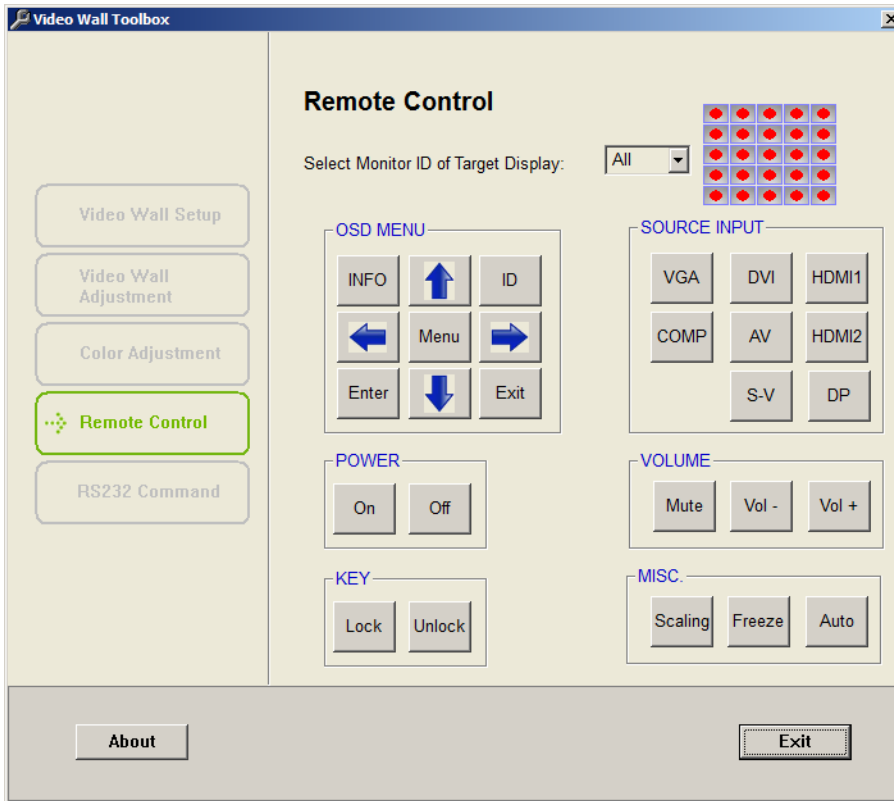 Video Wall Toolbox
Remote Control
Select Monitor ID of Target Display:
All
Video Wall Setup
Video Wall
Adjustment
Color Adjustment
Remote Control
RS232 Command
OSD MENU
INFO
ID
Menu
Enter
Exit
SOURCE INPUT
VGA
DVI
HDMI1
COMP
AV
HDMI2
S-V
DP
POWER
On
Off
VOLUME
Mute
Vol -
Vol +
KEY
Lock
Unlock
MISC.
Scaling
Freeze
Auto
About
Exit